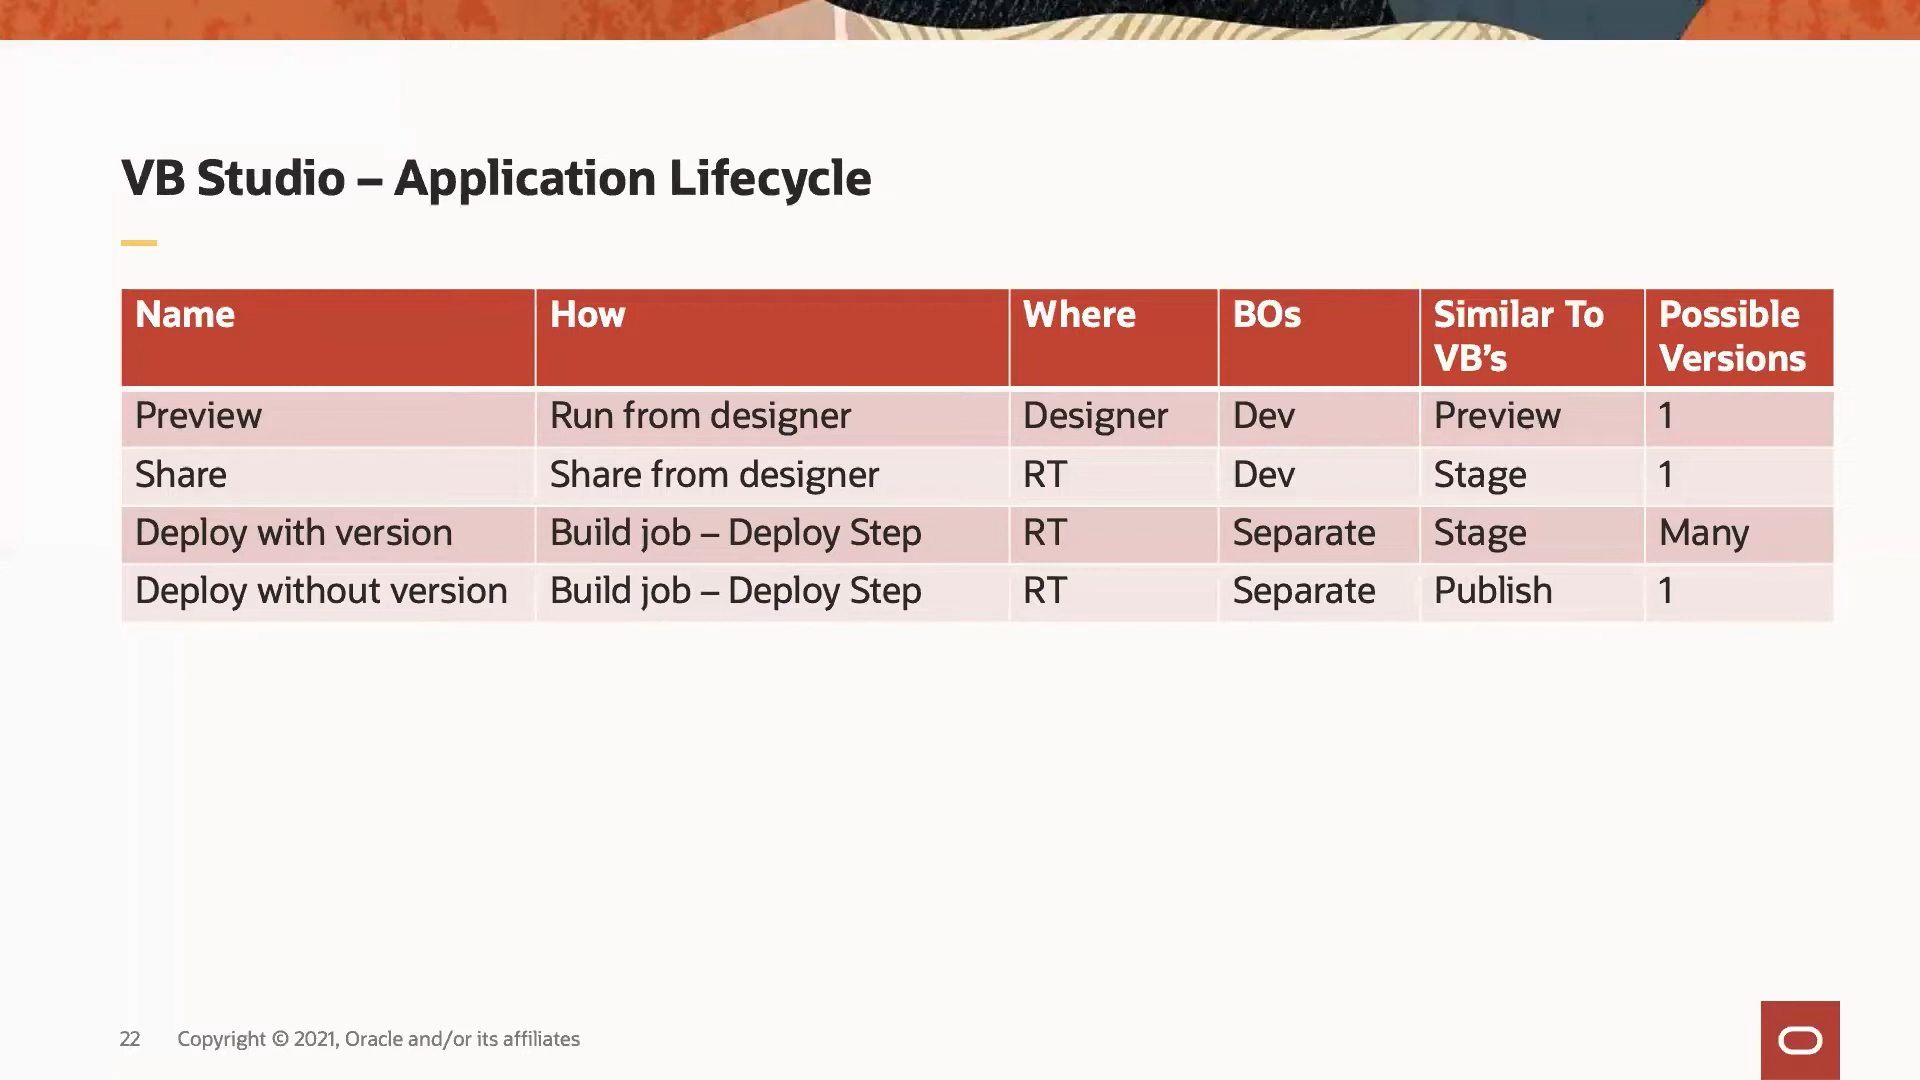 VB Studio – Application Lifecycle
Name How Where BOs Similar To VB's Possible Versions
Preview Run from designer Designer Dev Preview 1
Share Share from designer RT Dev Stage 1
Deploy with version Build job – Deploy Step RT Separate Stage Many
Deploy without version Build job – Deploy Step RT Separate Publish 1
22 Copyright © 2021, Oracle and/or its affiliates